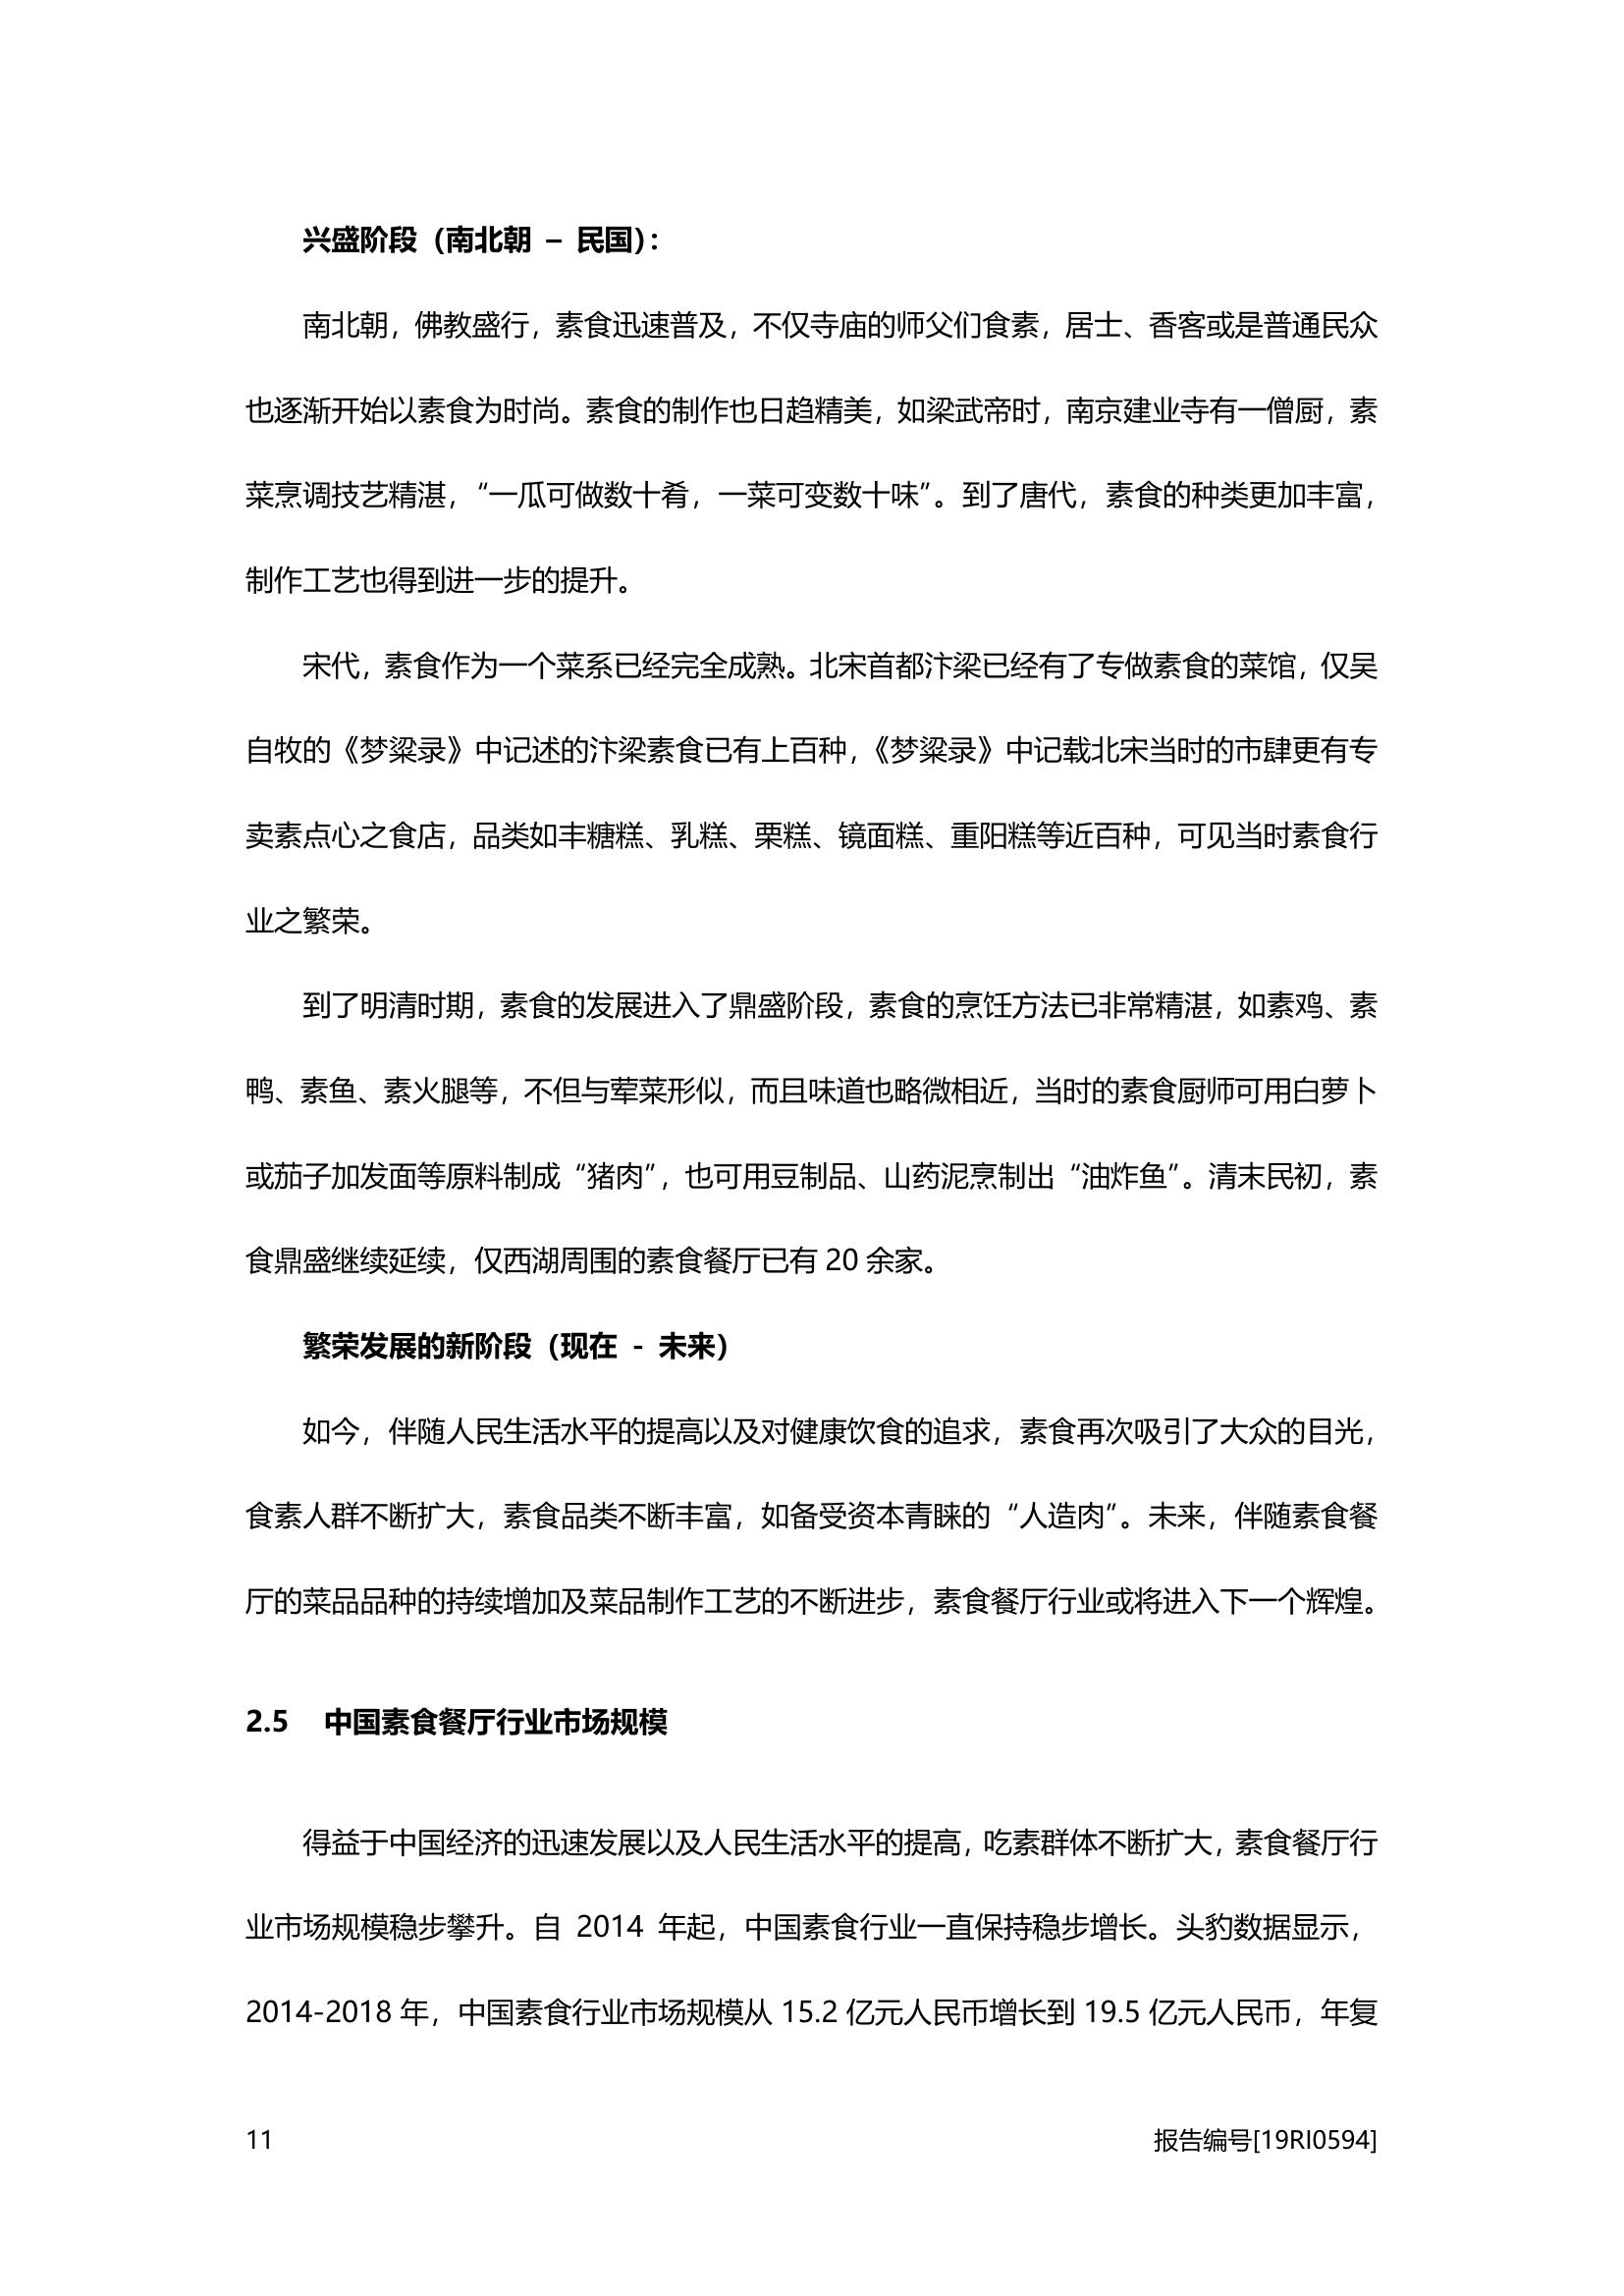 兴盛阶段（南北朝 – 民国）：
南北朝，佛教盛行，素食迅速普及，不仅寺庙的师父们食素，居士、香客或是普通民众
也逐渐开始以素食为时尚。素食的制作也日趋精美，如梁武帝时，南京建业寺有一僧厨，素
菜烹调技艺精湛，“一瓜可做数十肴，一菜可变数十味”。到了唐代，素食的种类更加丰富，
制作工艺也得到进一步的提升。
宋代，素食作为一个菜系已经完全成熟。北宋首都汴梁已经有了专做素食的菜馆，仅吴
自牧的《梦粱录》中记述的汴梁素食已有上百种，《梦粱录》中记载北宋当时的市肆更有专
卖素点心之食店，品类如丰糖糕、乳糕、栗糕、镜面糕、重阳糕等近百种，可见当时素食行
业之繁荣。
到了明清时期，素食的发展进入了鼎盛阶段，素食的烹饪方法已非常精湛，如素鸡、素
鸭、素鱼、素火腿等，不但与荤菜形似，而且味道也略微相近，当时的素食厨师可用白萝卜
或茄子加发面等原料制成“猪肉”，也可用豆制品、山药泥烹制出“油炸鱼”。清末民初，素
食鼎盛继续延续，仅西湖周围的素食餐厅已有 20 余家。
繁荣发展的新阶段（现在 - 未来）
如今，伴随人民生活水平的提高以及对健康饮食的追求，素食再次吸引了大众的目光，
食素人群不断扩大，素食品类不断丰富，如备受资本青睐的“人造肉”。未来，伴随素食餐
厅的菜品品种的持续增加及菜品制作工艺的不断进步，素食餐厅行业或将进入下一个辉煌。
2.5 中国素食餐厅行业市场规模
得益于中国经济的迅速发展以及人民生活水平的提高，吃素群体不断扩大，素食餐厅行
业市场规模稳步攀升。自 2014 年起，中国素食行业一直保持稳步增长。头豹数据显示，
2014-2018 年，中国素食行业市场规模从 15.2 亿元人民币增长到 19.5 亿元人民币，年复
11 报告编号[19RI0594]